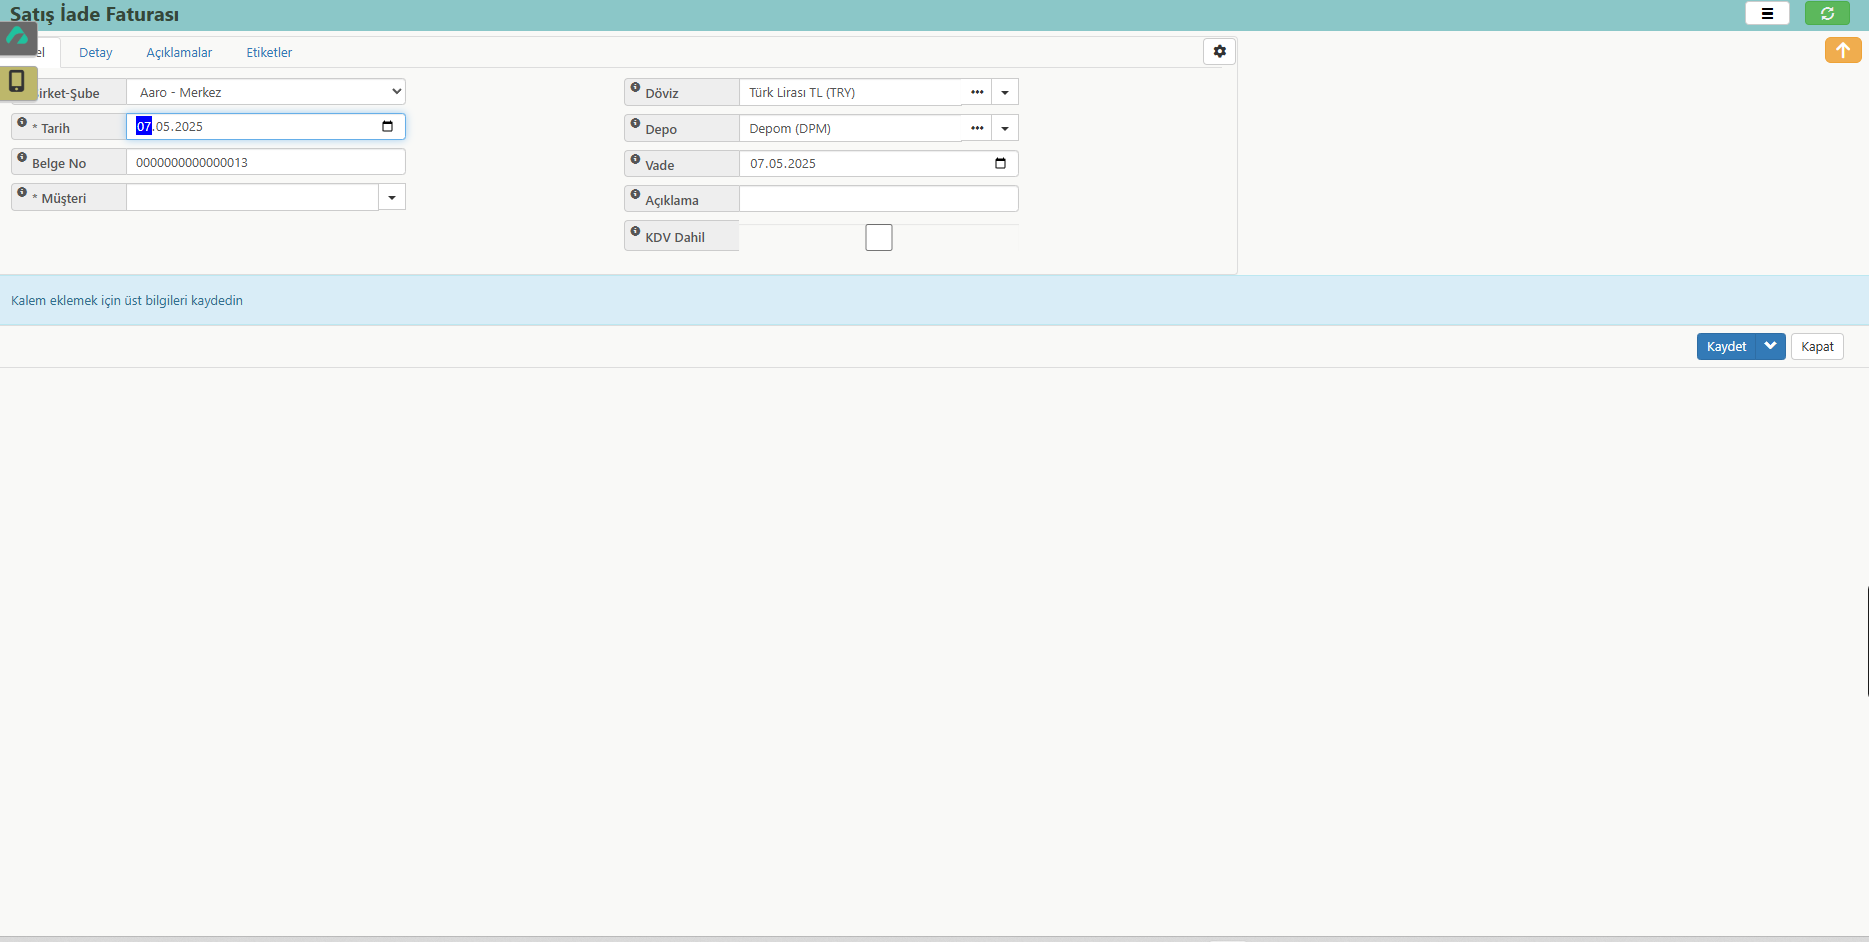 Satış İade Faturası
Detay
Açıklamalar
Etiketler
Şirket-Şube
Aaro - Merkez
* Tarih
07.05.2025
Belge No
0000000000000013
* Müşteri
Döviz
Türk Lirası TL (TRY)
Depo
Depom (DPM)
Vade
07.05.2025
Açıklama
KDV Dahil
Kalem eklemek için üst bilgileri kaydedin
Kaydet
Kapat